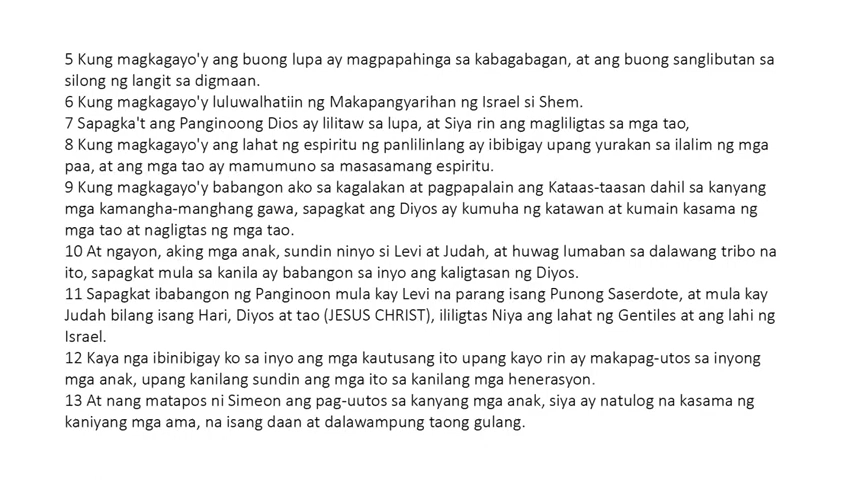 5 Kung magkagayo'y ang buong lupa ay magpapahinga sa kabagabagan, at ang buong sanglibutan sa
silong ng langit sa digmaan.
6 Kung magkagayo'y luluwalhatiin ng Makapangyarihan ng Israel si Shem.
7 Sapagka't ang Panginoong Dios ay lilitaw sa lupa, at Siya rin ang magliligtas sa mga tao,
8 Kung magkagayo'y ang lahat ng espiritu ng panlilinlang ay ibibigay upang yurakan sa ilalim ng mga
paa, at ang mga tao ay mamumuno sa masasamang espiritu.
9 Kung magkagayo'y babangon ako sa kagalakan at pagpapalain ang Kataas-taasan dahil sa kanyang
mga kamangha-manghang gawa, sapagkat ang Diyos ay kumuha ng katawan at kumain kasama ng
mga tao at nagligtas ng mga tao.
10 At ngayon, aking mga anak, sundin ninyo si Levi at Judah, at huwag lumaban sa dalawang tribo na
ito, sapagkat mula sa kanila ay babangon sa inyo ang kaligtasan ng Diyos.
11 Sapagkat ibabangon ng Panginoon mula kay Levi na parang isang Punong Saserdote, at mula kay
Judah bilang isang Hari, Diyos at tao (JESUS CHRIST), ililigtas Niya ang lahat ng Gentiles at ang lahi ng
Israel.
12 Kaya nga ibinibigay ko sa inyo ang mga kautusang ito upang kayo rin ay makapag-utos sa inyong
mga anak, upang kanilang sundin ang mga ito sa kanilang mga henerasyon.
13 At nang matapos ni Simeon ang pag-uutos sa kanyang mga anak, siya ay natulog na kasama ng
kaniyang mga ama, na isang daan at dalawampung taong gulang.